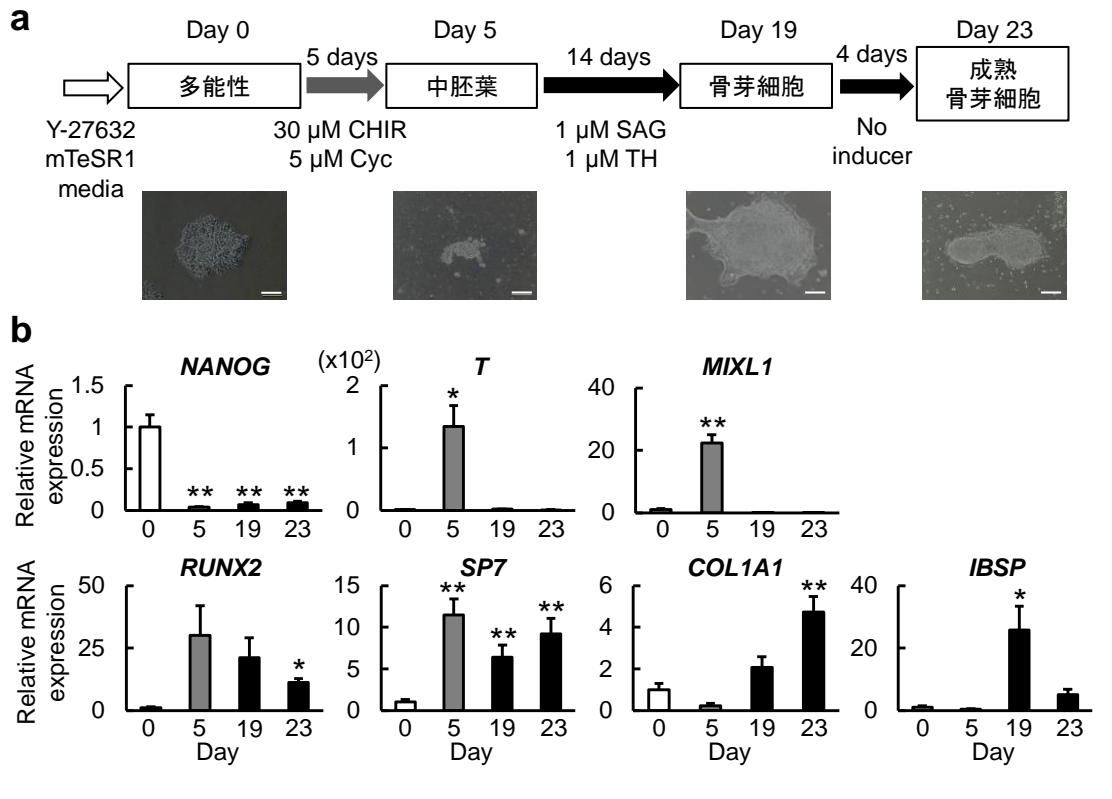 a
Day 0
Day 5
Day 19
Day 23
5 days
14 days
4 days
多能性
中胚葉
骨芽細胞
成熟
骨芽細胞
Y-27632
mTeSR1
media
30 μM CHIR
5 μM Cyc
1 μM SAG
1 μM TH
No
inducer
b
Relative mRNA
expression
NANOG
1.5
1
0.5
0
** ** **
0 5 19 23
(x10²)
T
2
1
0
*
0 5 19 23
MIXL1
40
20
0
**
0 5 19 23
Relative mRNA
expression
RUNX2
50
25
0
*
0 5 19 23
Day
SP7
15
10
5
0
** ** **
0 5 19 23
Day
COL1A1
6
4
2
0
**
0 5 19 23
Day
IBSP
40
20
0
*
0 5 19 23
Day